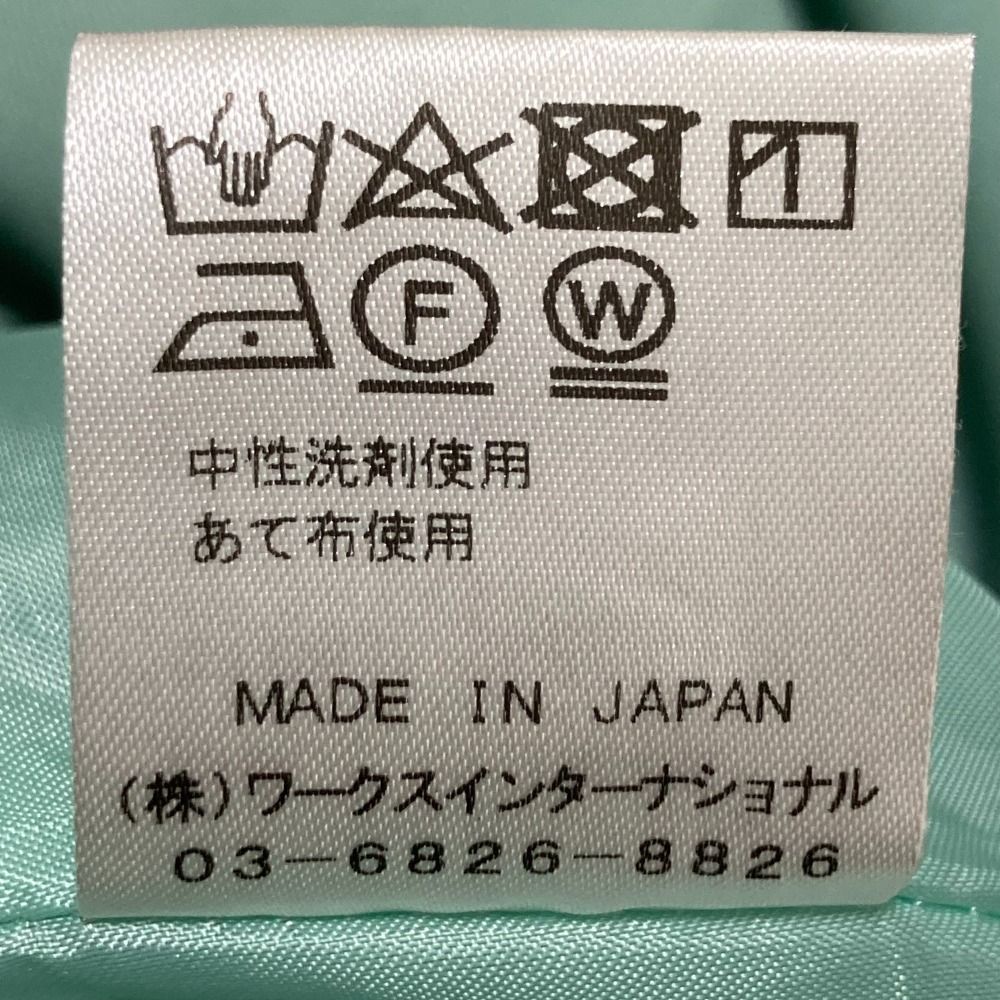 F W
中性洗剤使用
あて布使用
MADE IN JAPAN
(株)ワークスインターナショナル
03-6826-8826